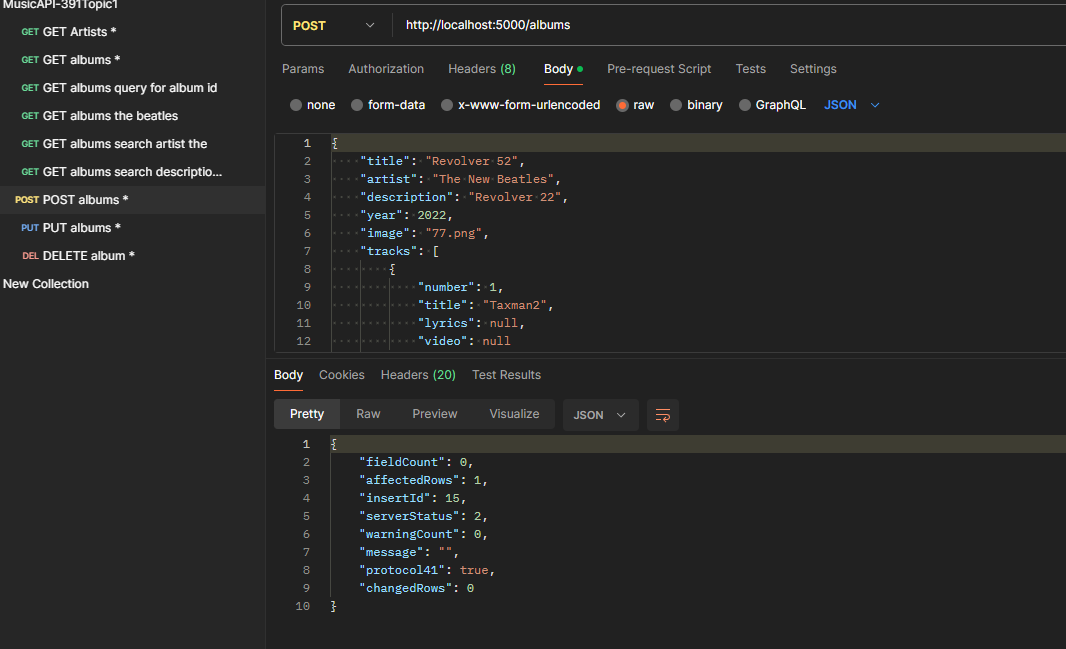 MusicAPI-391Topic1
GET GET Artists *
GET GET albums *
GET GET albums query for album id
GET GET albums the beatles
GET GET albums search artist the
GET GET albums search descriptio...
POST POST albums *
PUT PUT albums *
DEL DELETE album *
New Collection
POST http://localhost:5000/albums
Params Authorization Headers (8) Body Pre-request Script Tests Settings
none form-data x-www-form-urlencoded raw binary GraphQL JSON
1 {
2 "title": "Revolver 52",
3 "artist": "The New Beatles",
4 "description": "Revolver 22",
5 "year": 2022,
6 "image": "77.png",
7 "tracks": [
8 {
9 "number": 1,
10 "title": "Taxman2",
11 "lyrics": null,
12 "video": null
Body Cookies Headers (20) Test Results
Pretty Raw Preview Visualize JSON
1 {
2 "fieldCount": 0,
3 "affectedRows": 1,
4 "insertId": 15,
5 "serverStatus": 2,
6 "warningCount": 0,
7 "message": "",
8 "protocol41": true,
9 "changedRows": 0
10 }